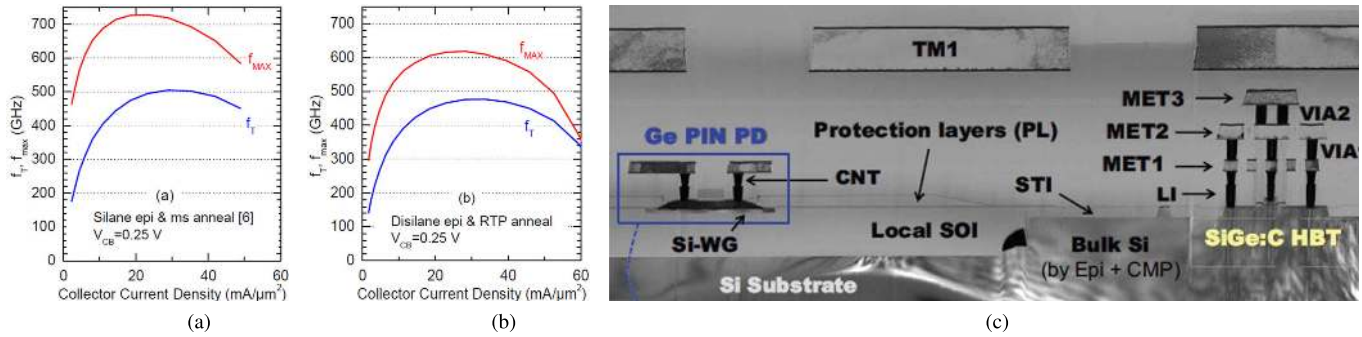 700
600
500
400
300
200
100
0
f_T, f_max (GHz)
f_MAX
f_T
(a)
Silane epi & ms anneal [6]
V_CB=0.25 V
0 20 40 60
Collector Current Density (mA/µm²)
(a)
700
600
500
400
300
200
100
0
f_T, f_max (GHz)
f_MAX
f_T
(b)
Disilane epi & RTP anneal
V_CB=0.25 V
0 20 40 60
Collector Current Density (mA/µm²)
(b)
TM1
MET3
VIA2
MET2
MET1
LI
Ge PIN PD
Protection layers (PL)
CNT
STI
Si-WG
Local SOI
Bulk Si
(by Epi + CMP)
SiGe:C HBT
Si Substrate
(c)